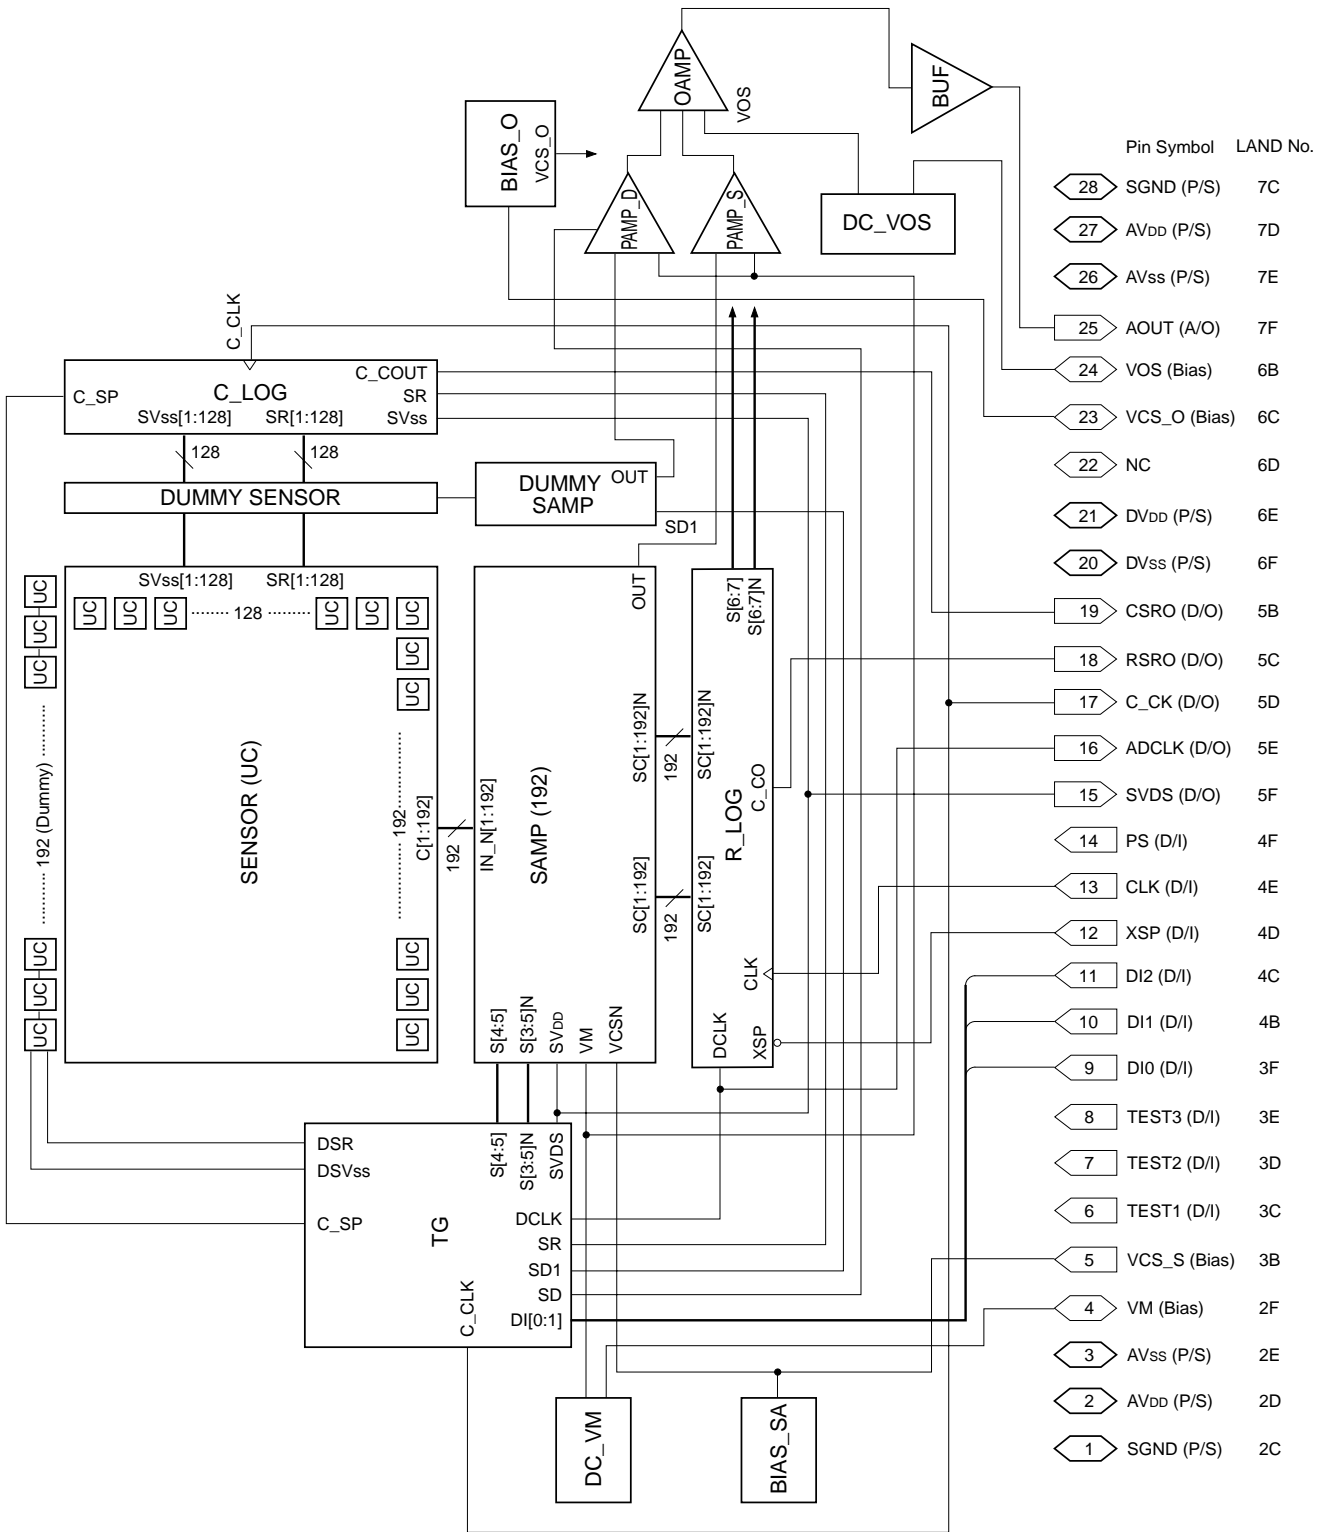 OAMP
VOS
BUF
BIAS_O
VCS_O
PAMP_D
PAMP_S
DC_VOS
C_CLK
C_SP
C_LOG
C_COUT
SR
SVss
SVss[1:128]
SR[1:128]
128
128
DUMMY SENSOR
DUMMY
SAMP
OUT
SD1
SVss[1:128]
SR[1:128]
UC
UC
UC
UC UC UC ........ 128 ......... UC UC UC
UC
UC
192 (Dummy)
SENSOR (UC)
192
C[1:192]
192
UC
UC
UC
UC
UC
UC
IN_N[1:192]
SAMP (192)
OUT
SC[1:192]N
SC[1:192]
192
192
S[4:5]
S[3:5]N
SVDD
VM
VCSN
S[6:7]
S[6:7]N
SC[1:192]N
SC[1:192]
R_LOG
C_CO
CLK
DCLK
XSP
S[4:5]
S[3:5]N
SVDS
DSR
DSVss
C_SP
TG
C_CLK
DCLK
SR
SD1
SD
DI[0:1]
DC_VM
BIAS_SA
Pin Symbol LAND No.
28 SGND (P/S) 7C
27 AVDD (P/S) 7D
26 AVss (P/S) 7E
25 AOUT (A/O) 7F
24 VOS (Bias) 6B
23 VCS_O (Bias) 6C
22 NC 6D
21 DVDD (P/S) 6E
20 DVss (P/S) 6F
19 CSRO (D/O) 5B
18 RSRO (D/O) 5C
17 C_CK (D/O) 5D
16 ADCLK (D/O) 5E
15 SVDS (D/O) 5F
14 PS (D/I) 4F
13 CLK (D/I) 4E
12 XSP (D/I) 4D
11 DI2 (D/I) 4C
10 DI1 (D/I) 4B
9 DI0 (D/I) 3F
8 TEST3 (D/I) 3E
7 TEST2 (D/I) 3D
6 TEST1 (D/I) 3C
5 VCS_S (Bias) 3B
4 VM (Bias) 2F
3 AVss (P/S) 2E
2 AVDD (P/S) 2D
1 SGND (P/S) 2C